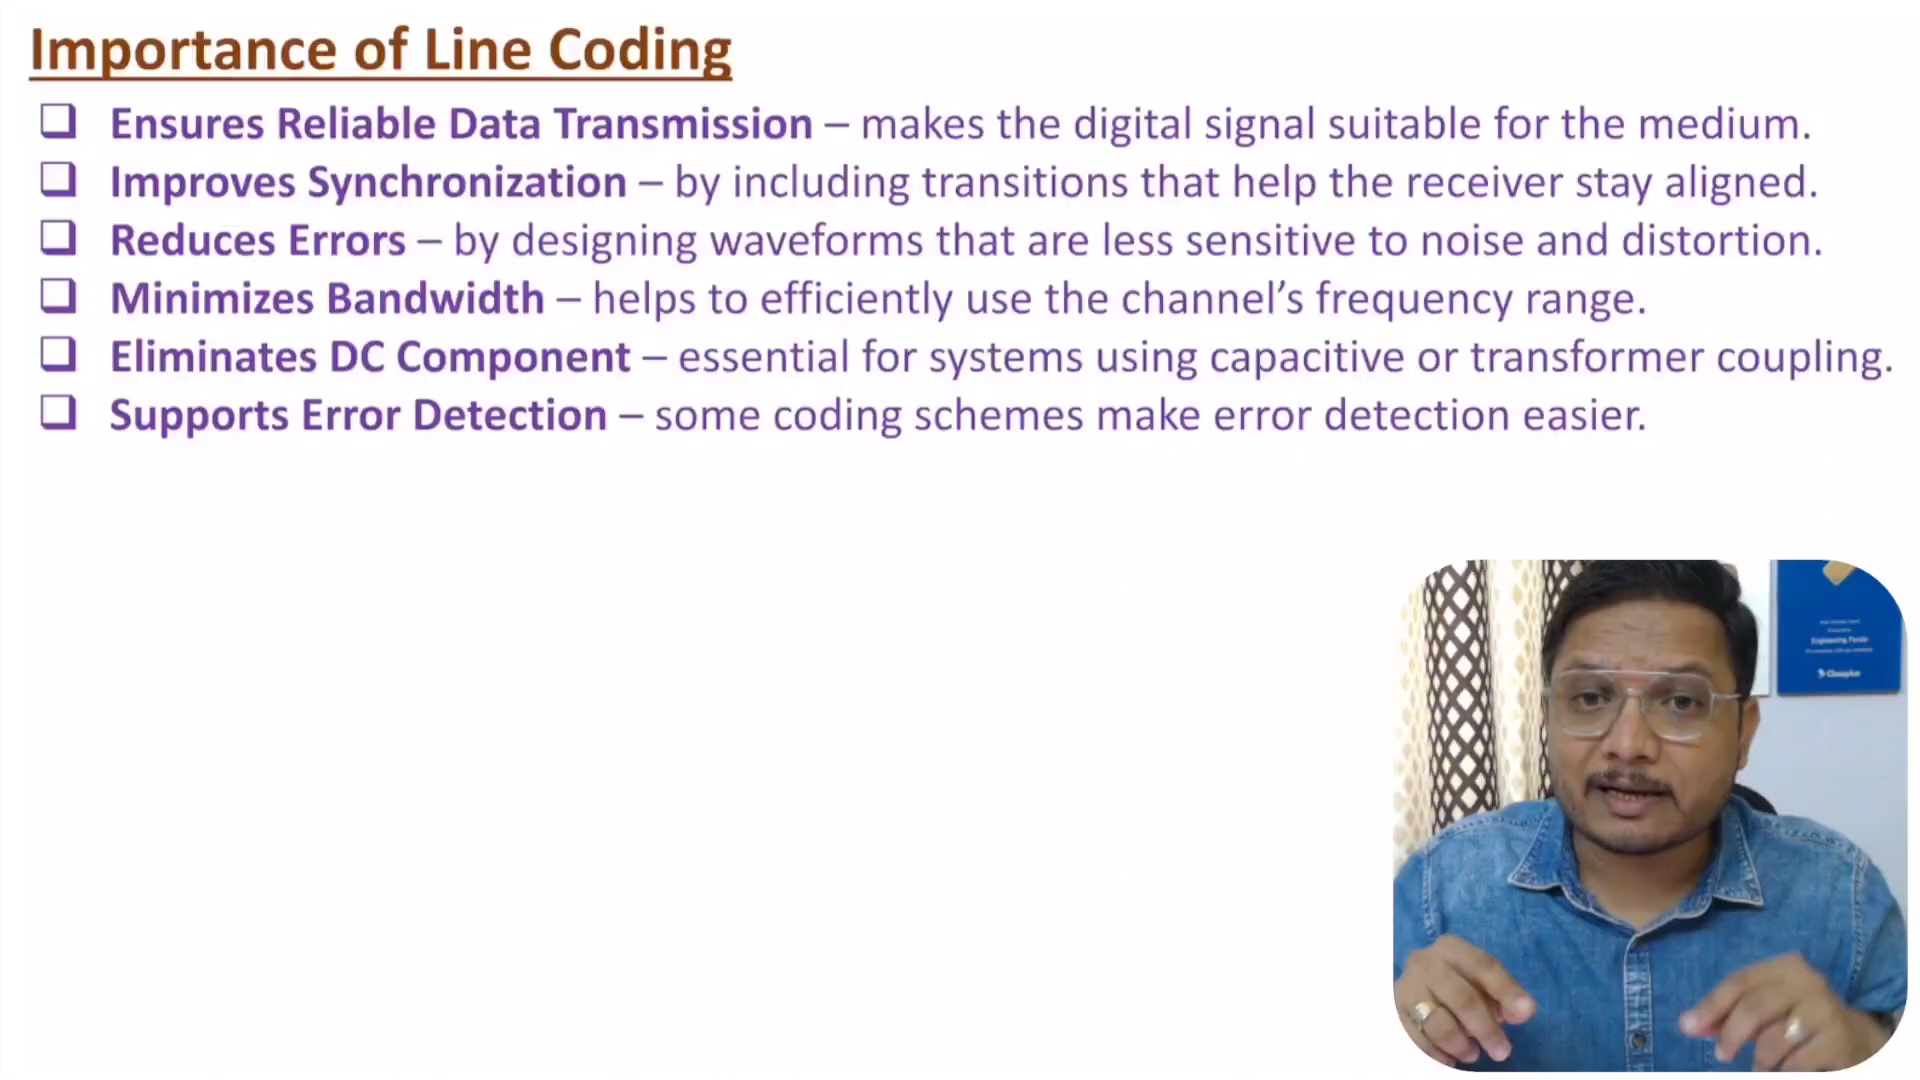 Importance of Line Coding
Ensures Reliable Data Transmission – makes the digital signal suitable for the medium.
Improves Synchronization – by including transitions that help the receiver stay aligned.
Reduces Errors – by designing waveforms that are less sensitive to noise and distortion.
Minimizes Bandwidth – helps to efficiently use the channel’s frequency range.
Eliminates DC Component – essential for systems using capacitive or transformer coupling.
Supports Error Detection – some coding schemes make error detection easier.
Engineering Funda
Classplus